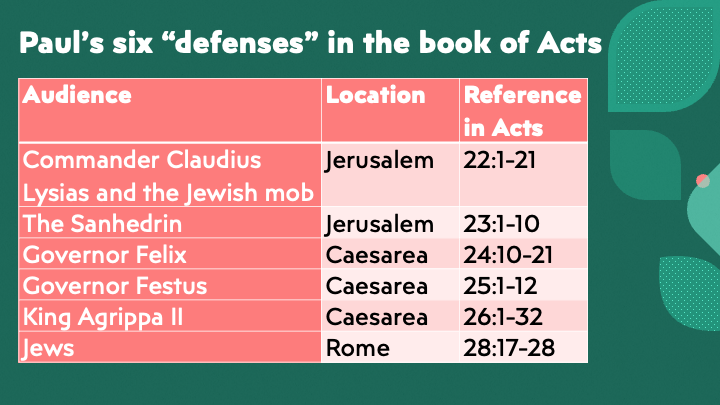 Paul’s six “defenses” in the book of Acts
Audience Location Reference
in Acts
Commander Claudius Jerusalem 22:1-21
Lysias and the Jewish mob
The Sanhedrin Jerusalem 23:1-10
Governor Felix Caesarea 24:10-21
Governor Festus Caesarea 25:1-12
King Agrippa II Caesarea 26:1-32
Jews Rome 28:17-28